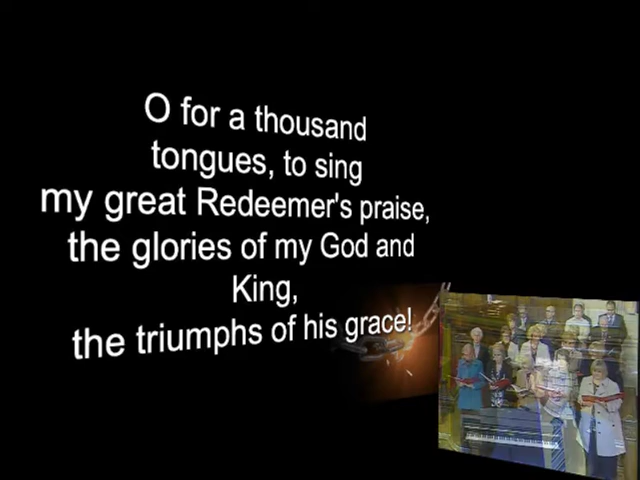 O for a thousand
tongues, to sing
my great Redeemer's praise,
the glories of my God and
King,
the triumphs of his grace!